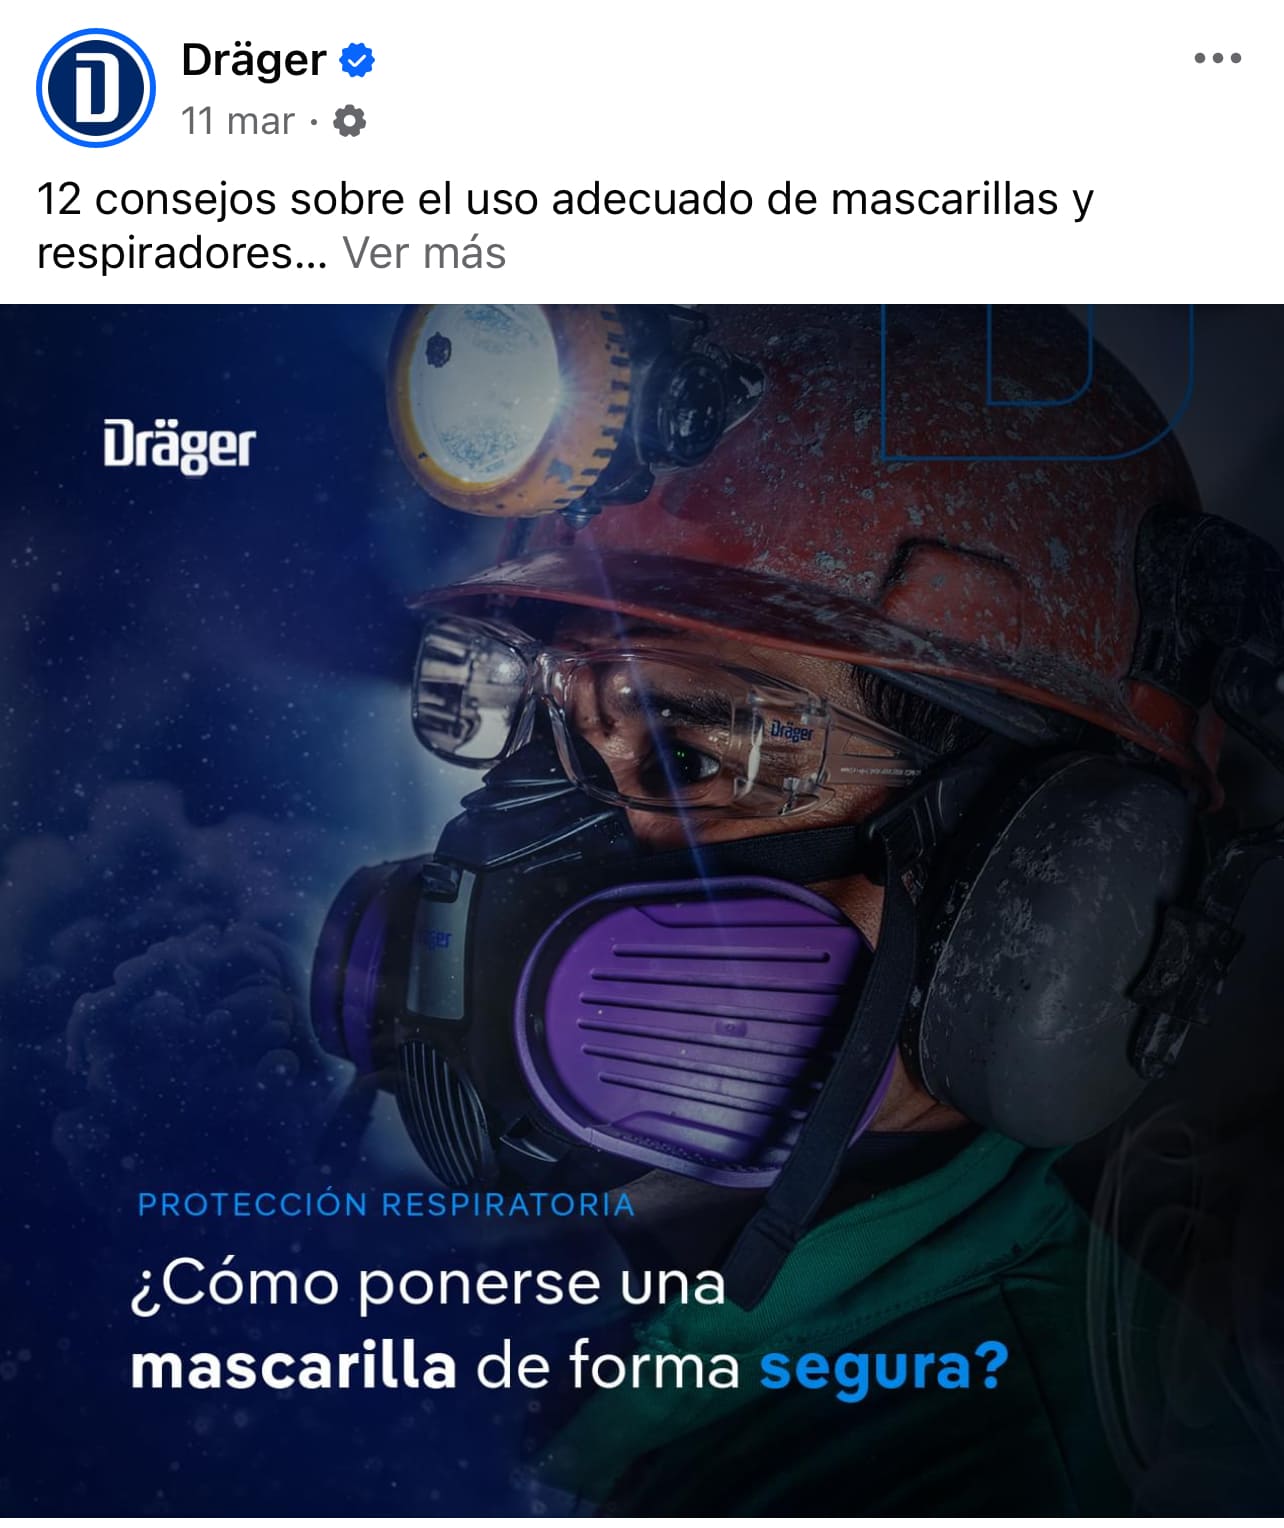 Dräger
11 mar ·
12 consejos sobre el uso adecuado de mascarillas y
respiradores... Ver más
Dräger
Dräger
PROTECCIÓN RESPIRATORIA
¿Cómo ponerse una
mascarilla de forma segura?